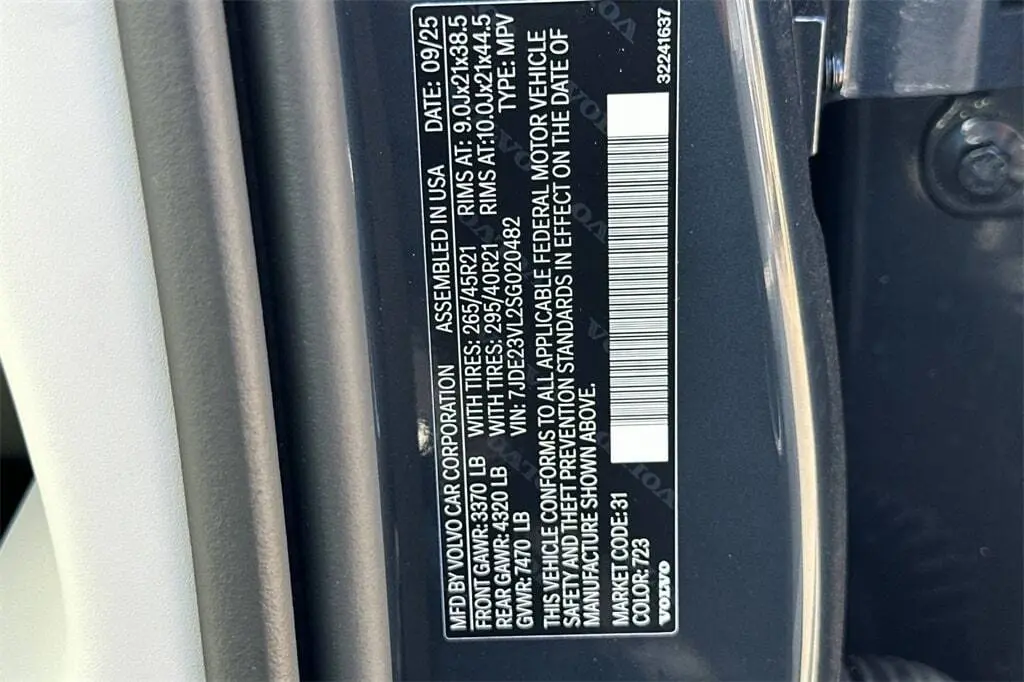 MFD BY VOLVO CAR CORPORATION ASSEMBLED IN USA DATE: 09/25
FRONT GAWR: 3370 LB WITH TIRES: 265/45R21 RIMS AT: 9.0Jx21x38.5
REAR GAWR: 4320 LB WITH TIRES: 295/40R21 RIMS AT:10.0Jx21x44.5
GVWR: 7470 LB VIN: 7JDE23VL2SG020482 TYPE: MPV
THIS VEHICLE CONFORMS TO ALL APPLICABLE FEDERAL MOTOR VEHICLE
SAFETY AND THEFT PREVENTION STANDARDS IN EFFECT ON THE DATE OF
MANUFACTURE SHOWN ABOVE.
MARKET CODE: 31
COLOR: 723
VOLVO 32241637